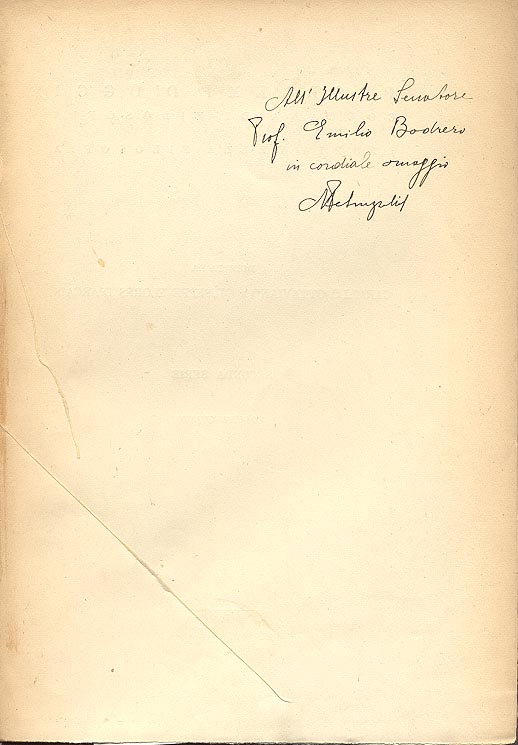 All' Illustre Senatore
Prof. Emilio Bodrero
in cordiale omaggio